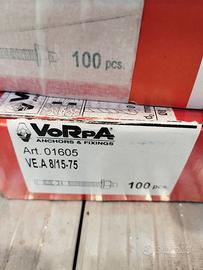 100 pcs.
VORPA
ANCHORS & FIXINGS
Art. 01605
VE.A 8/15-75
100 pcs.